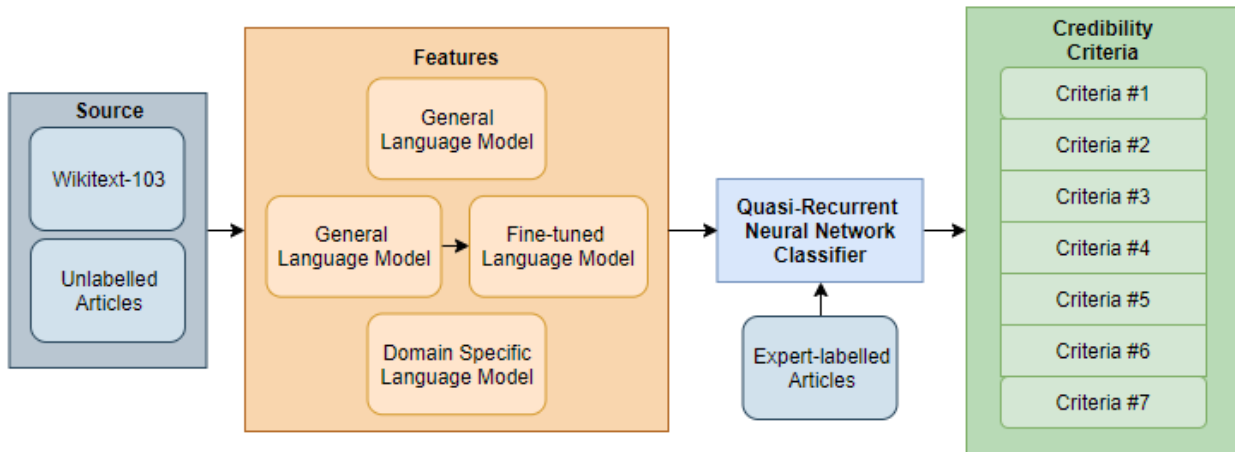 Source
Wikitext-103
Unlabelled
Articles
Features
General
Language Model
General
Language Model
Fine-tuned
Language Model
Domain Specific
Language Model
Quasi-Recurrent
Neural Network
Classifier
Expert-labelled
Articles
Credibility
Criteria
Criteria #1
Criteria #2
Criteria #3
Criteria #4
Criteria #5
Criteria #6
Criteria #7